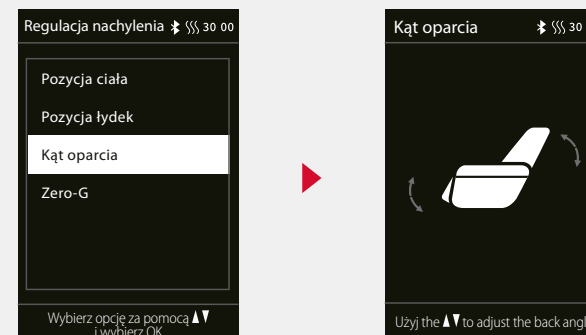 Regulacja nachylenia 30 00
Pozycja ciała
Pozycja łydek
Kąt oparcia
Zero-G
Wybierz opcję za pomocą
i wybierz OK
Kąt oparcia 30
Użyj the to adjust the back angl